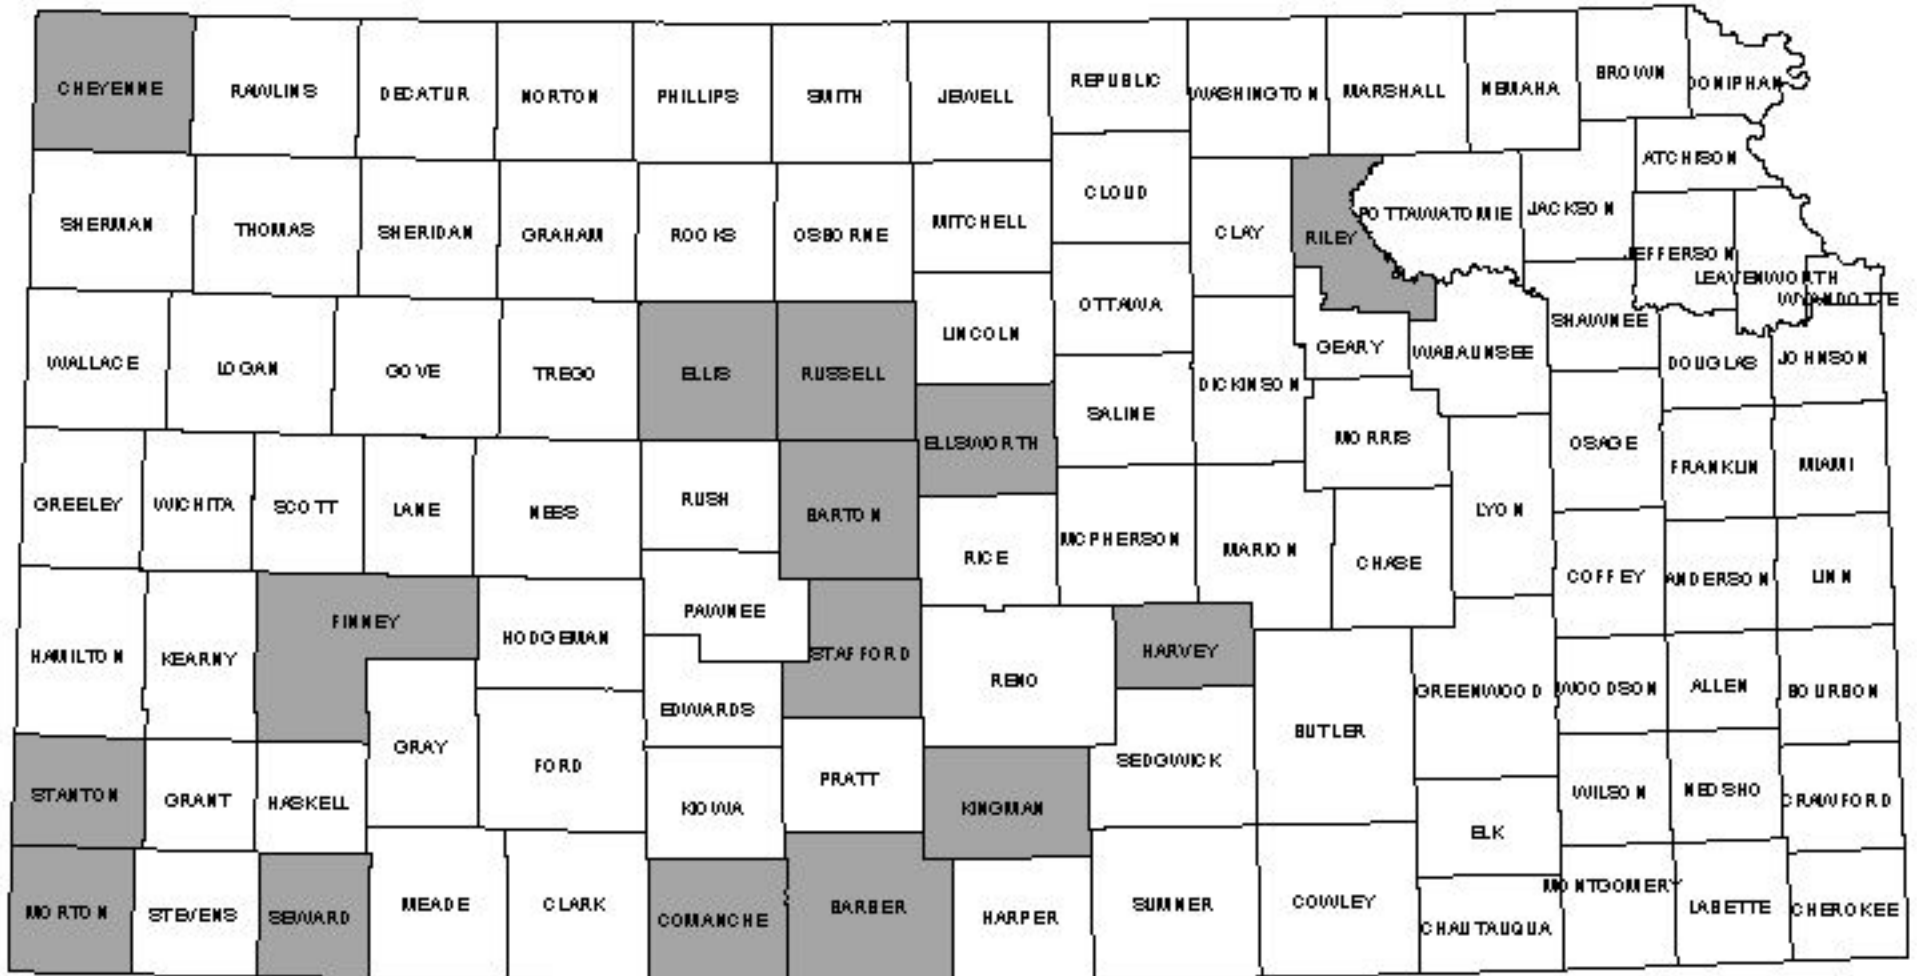 CHEYENNE
RAWLINS
DECATUR
NORTON
PHILLIPS
SMITH
JEWELL
REPUBLIC
WASHINGTON
MARSHALL
NEMAHA
BROWN
DONIPHAN
SHERMAN
THOMAS
SHERIDAN
GRAHAM
ROOKS
OSBORNE
MITCHELL
CLOUD
CLAY
RILEY
POTTAWATOMIE
JACKSON
ATCHISON
JEFFERSON
LEAVENWORTH
WYANDOTTE
WALLACE
LOGAN
GOVE
TREGO
ELLIS
RUSSELL
LINCOLN
OTTAWA
DICKINSON
GEARY
WABAUNSEE
SHAWNEE
DOUGLAS
JOHNSON
ELLSWORTH
SALINE
MORRIS
OSAGE
FRANKLIN
MIAMI
GREELEY
WICHITA
SCOTT
LANE
NESS
RUSH
BARTON
RICE
MCPHERSON
MARION
CHASE
LYON
COFFEY
ANDERSON
LINN
HAMILTON
KEARNY
FINNEY
HODGEMAN
PAWNEE
STAFFORD
RENO
HARVEY
GREENWOOD
WOODSON
ALLEN
BOURBON
EDWARDS
GRAY
FORD
BUTLER
SEDGWICK
STANTON
GRANT
HASKELL
KIOWA
PRATT
KINGMAN
ELK
WILSON
NEOSHO
CRAWFORD
MORTON
STEVENS
SEWARD
MEADE
CLARK
COMANCHE
BARBER
HARPER
SUMNER
COWLEY
CHAUTAUQUA
MONTGOMERY
LABETTE
CHEROKEE